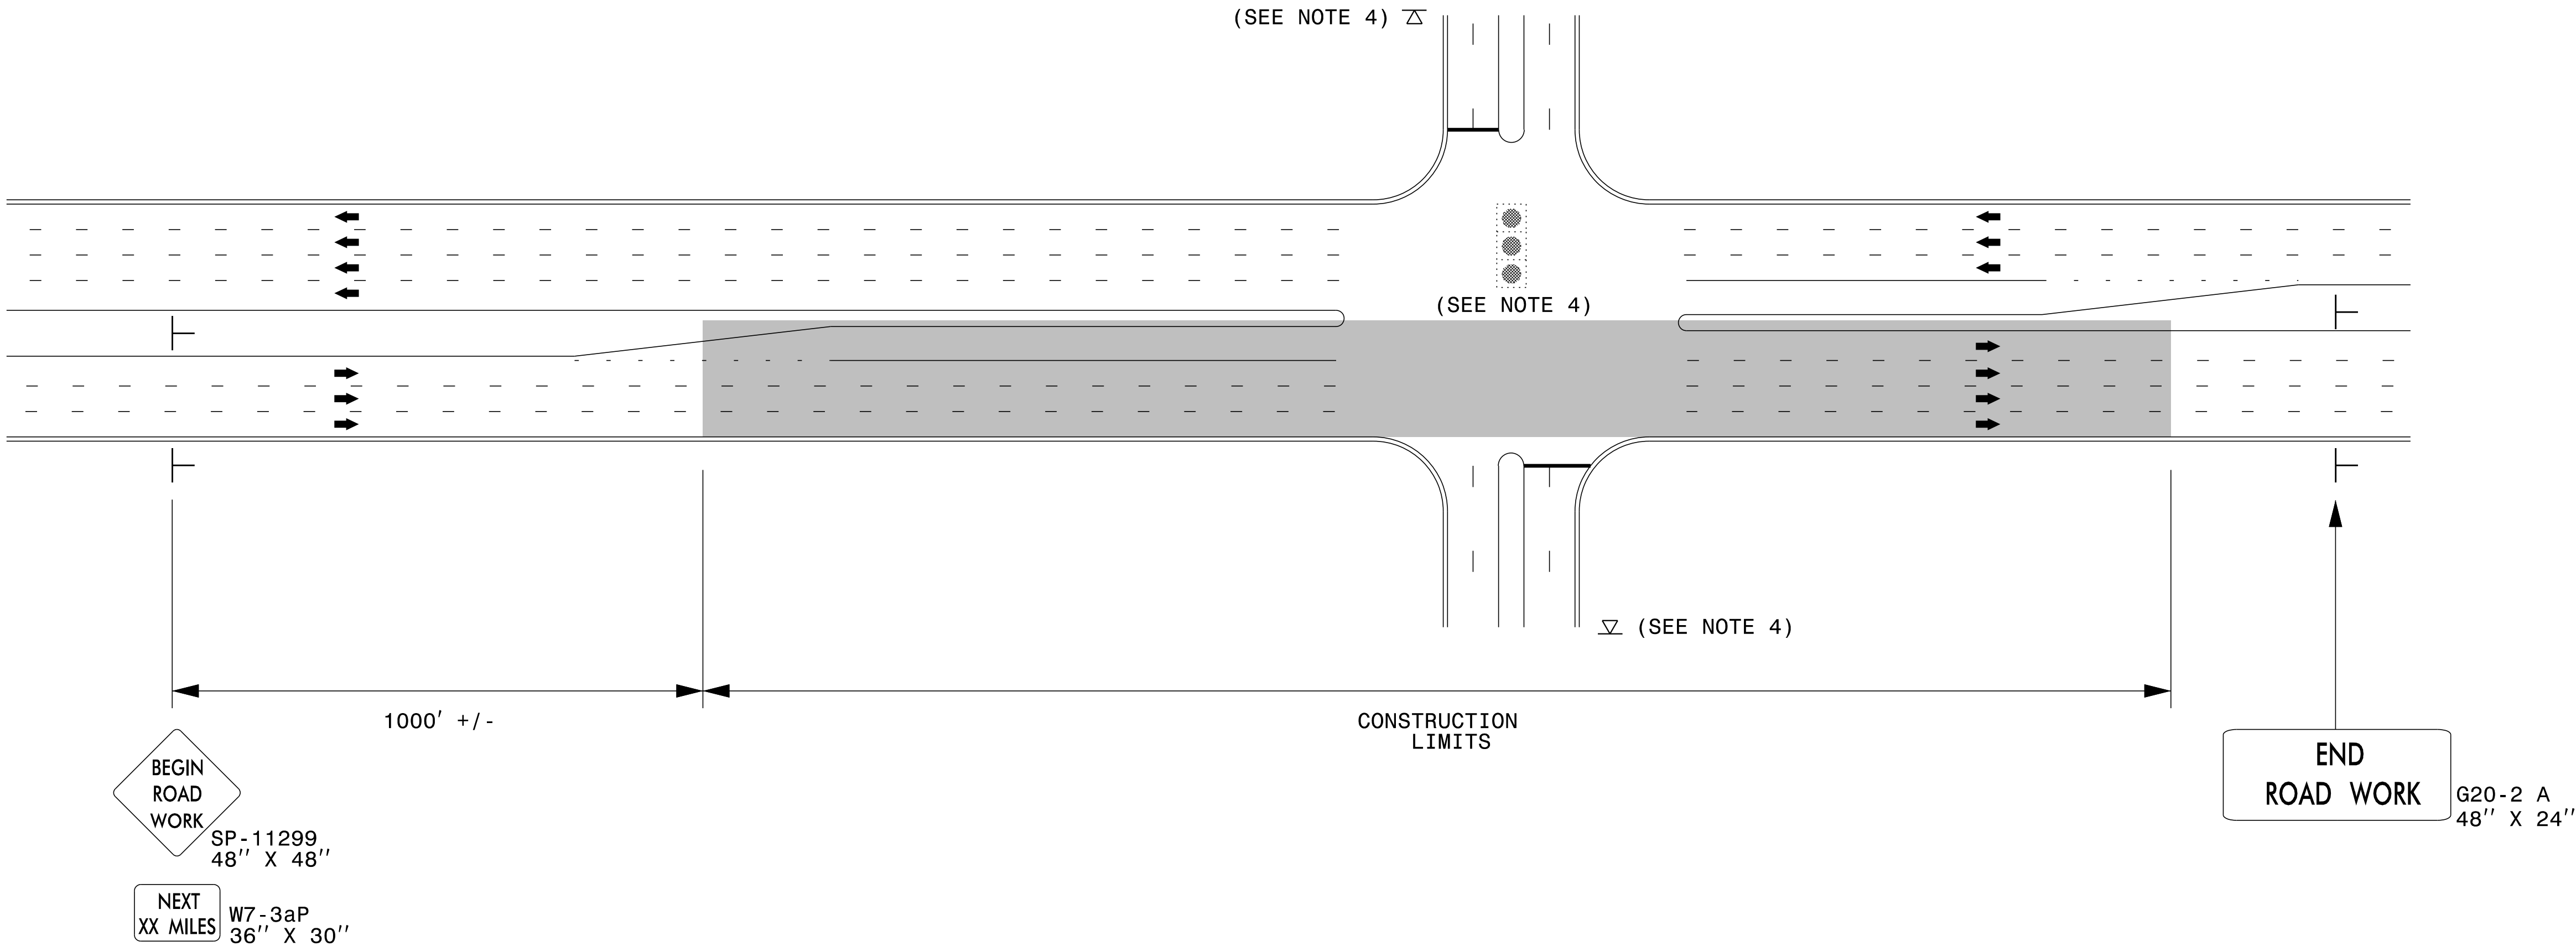 (SEE NOTE 4)
(SEE NOTE 4)
(SEE NOTE 4)
1000' +/-
CONSTRUCTION
LIMITS
BEGIN
ROAD
WORK
SP-11299
48'' X 48''
NEXT
XX MILES
W7-3aP
36'' X 30''
END
ROAD WORK
G20-2 A
48'' X 24''